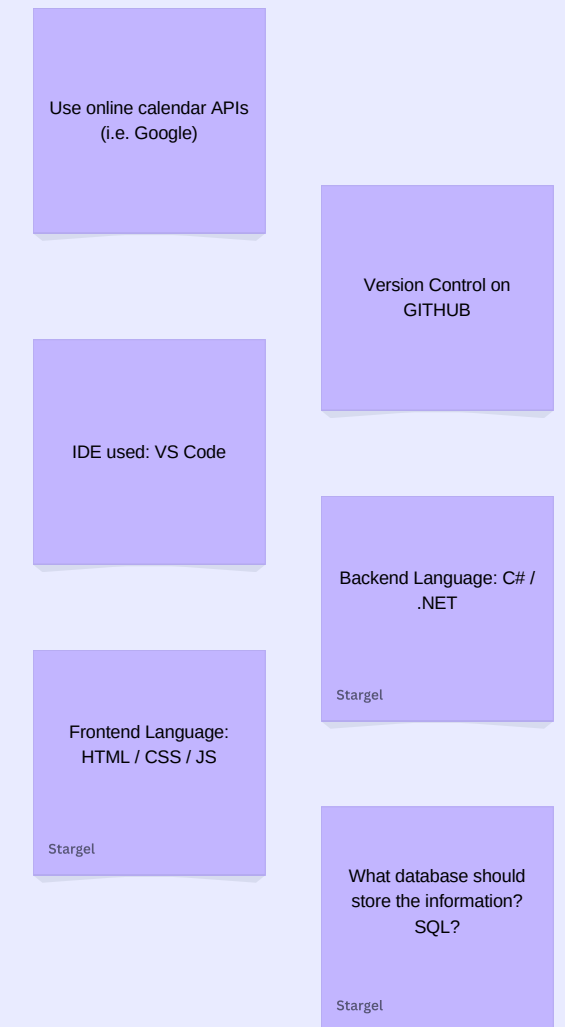 Use online calendar APIs
(i.e. Google)
Version Control on
GITHUB
IDE used: VS Code
Backend Language: C# /
.NET
Stargel
Frontend Language:
HTML / CSS / JS
Stargel
What database should
store the information?
SQL?
Stargel